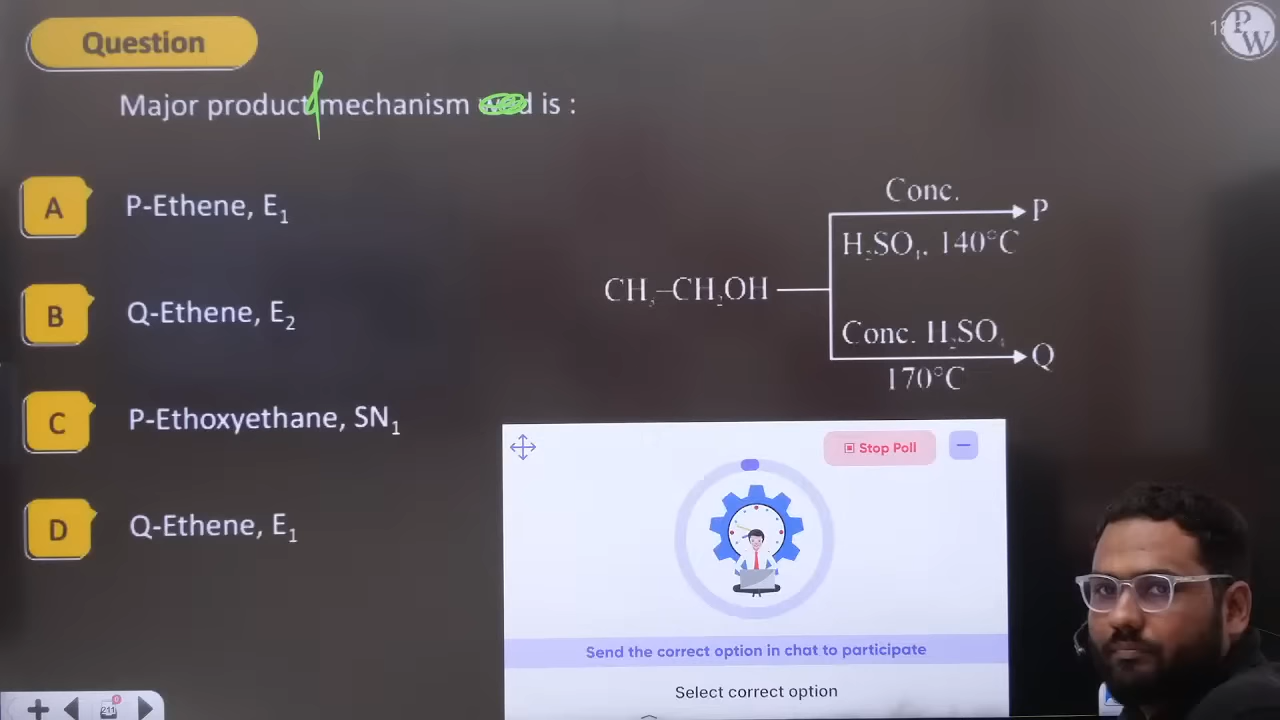 Question
Major product mechanism is :
A P-Ethene, E₁
B Q-Ethene, E₂
C P-Ethoxyethane, SN₁
D Q-Ethene, E₁
CH₃–CH₂OH
Conc.
H₂SO₄, 140°C
P
Conc. H₂SO₄
170°C
Q
Stop Poll
Send the correct option in chat to participate
Select correct option
211
PW